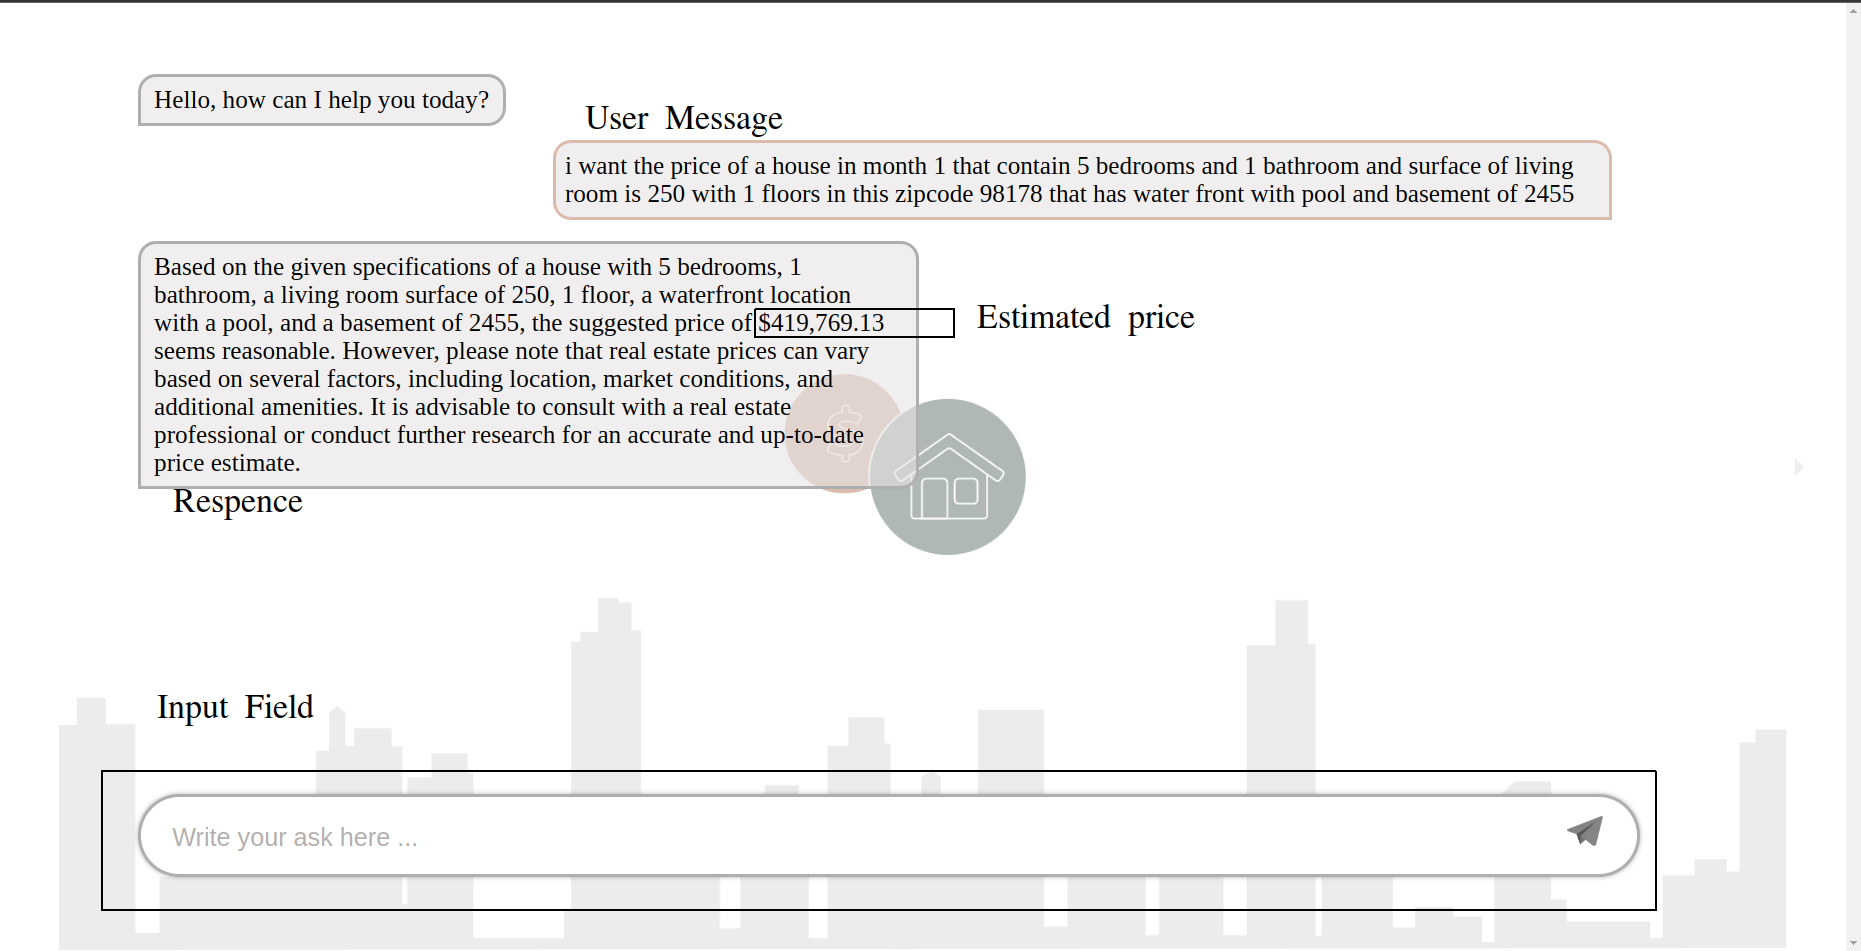 Hello, how can I help you today?
User Message
i want the price of a house in month 1 that contain 5 bedrooms and 1 bathroom and surface of living
room is 250 with 1 floors in this zipcode 98178 that has water front with pool and basement of 2455
Based on the given specifications of a house with 5 bedrooms, 1
bathroom, a living room surface of 250, 1 floor, a waterfront location
with a pool, and a basement of 2455, the suggested price of $419,769.13
Estimated price
seems reasonable. However, please note that real estate prices can vary
based on several factors, including location, market conditions, and
additional amenities. It is advisable to consult with a real estate
professional or conduct further research for an accurate and up-to-date
price estimate.
$
Respence
Input Field
Write your ask here ...